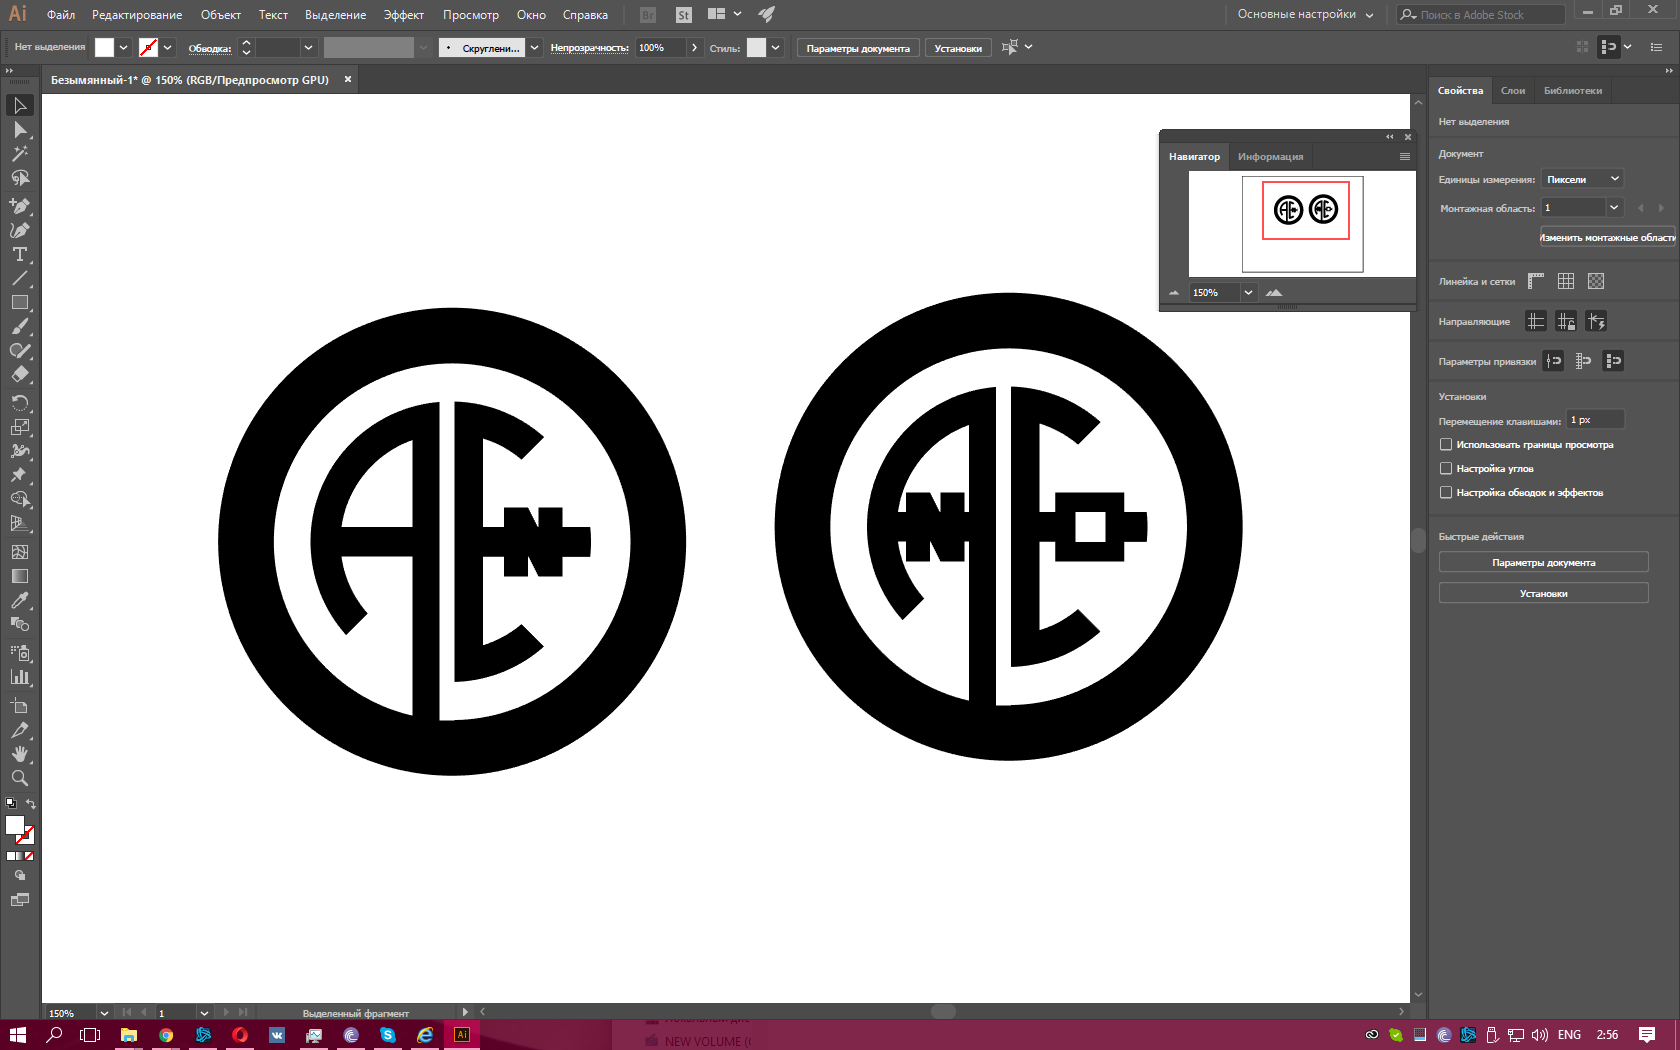 Ai Файл Редактирование Объект Текст Выделение Эффект Просмотр Окно Справка Br St Основные настройки Поиск в Adobe Stock
Нет выделения Обводка: Скруглени... Непрозрачность: 100% Стиль: Параметры документа Установки
Безымянный-1* @ 150% (RGB/Предпросмотр GPU)
Свойства Слои Библиотеки
Нет выделения
Документ
Единицы измерения: Пиксели
Монтажная область: 1
Изменить монтажные области
Линейка и сетки
Направляющие
Параметры привязки
Установки
Перемещение клавишами: 1 px
Использовать границы просмотра
Настройка углов
Настройка обводок и эффектов
Быстрые действия
Параметры документа
Установки
Навигатор Информация
150%
AEN
ANEO
150% 1 Выделенный фрагмент
NEW VOLUME (
Ai ENG 2:56